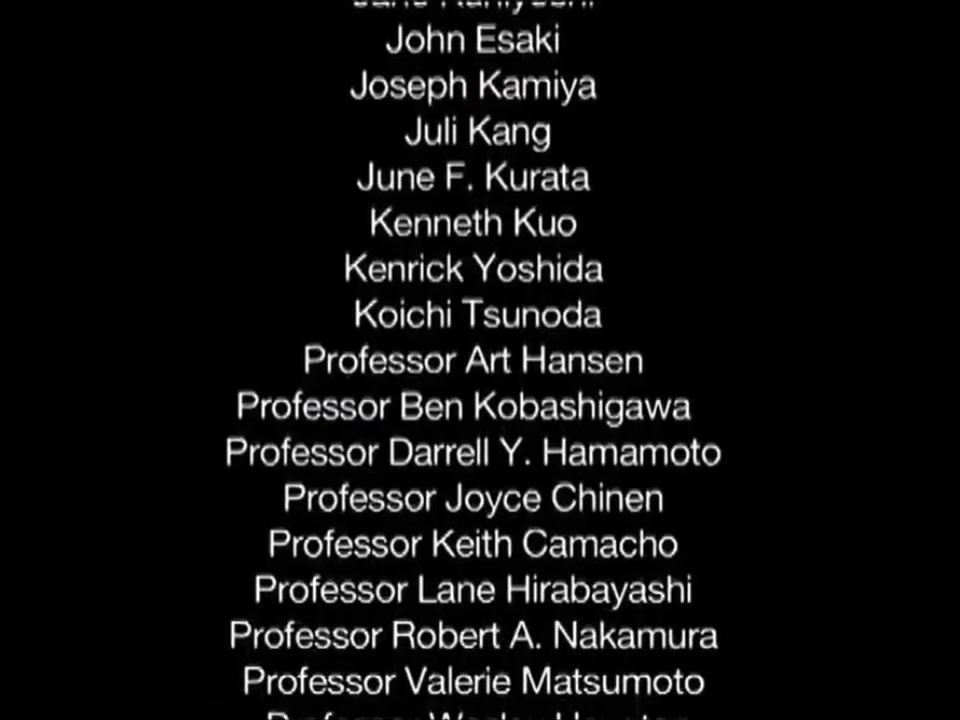 John Esaki
Joseph Kamiya
Juli Kang
June F. Kurata
Kenneth Kuo
Kenrick Yoshida
Koichi Tsunoda
Professor Art Hansen
Professor Ben Kobashigawa
Professor Darrell Y. Hamamoto
Professor Joyce Chinen
Professor Keith Camacho
Professor Lane Hirabayashi
Professor Robert A. Nakamura
Professor Valerie Matsumoto
Professor